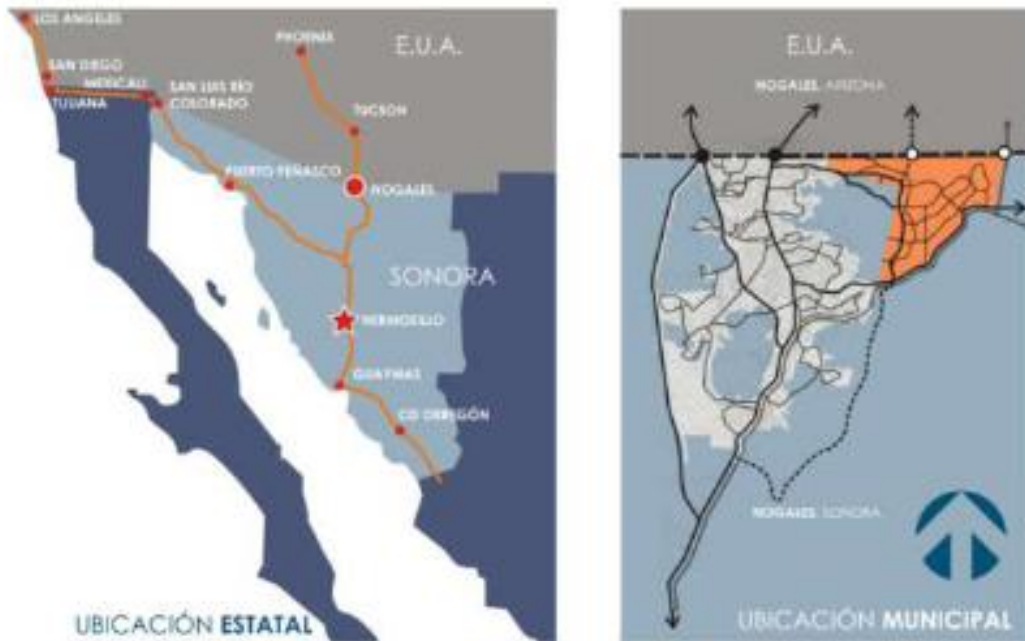 LOS ANGELES
PHOENIX
E.U.A.
SAN DIEGO
MEXICALI
SAN LUIS RÍO
COLORADO
TIJUANA
TUCSON
PUERTO PEÑASCO
NOGALES
SONORA
HERMOSILLO
GUAYMAS
CD OBREGÓN
UBICACIÓN ESTATAL
E.U.A.
NOGALES, ARIZONA
NOGALES, SONORA
UBICACIÓN MUNICIPAL